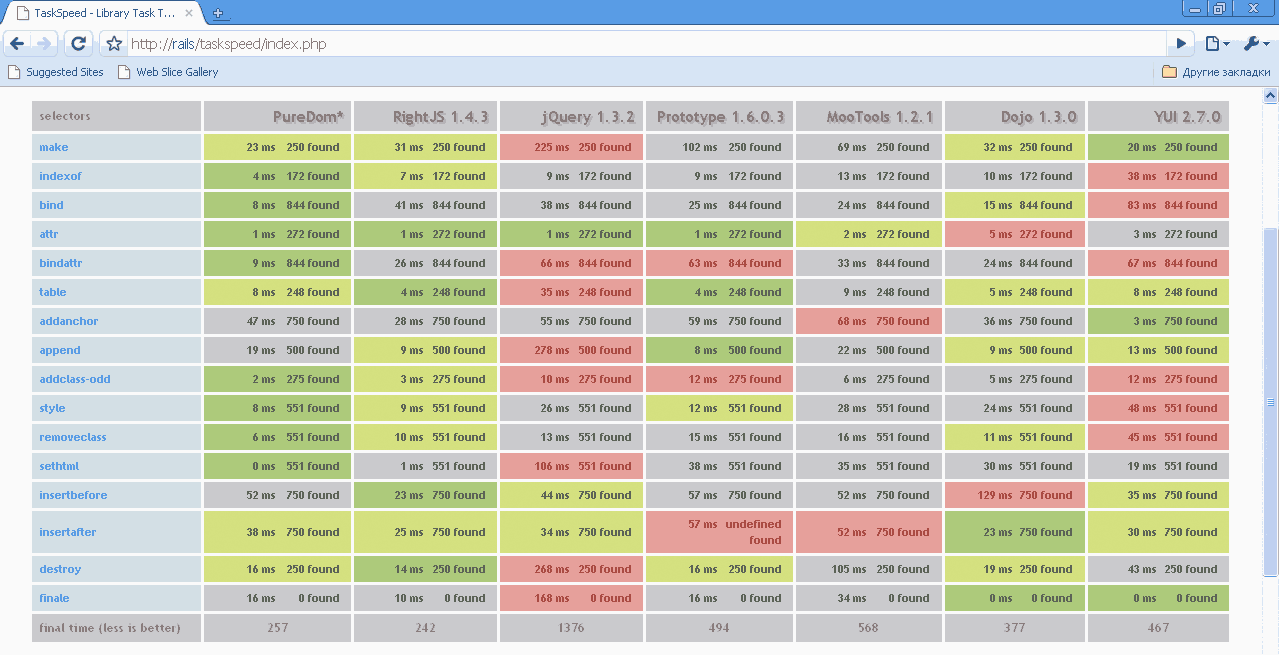 TaskSpeed - Library Task T...
http://rails/taskspeed/index.php
Suggested Sites Web Slice Gallery Другие закладки
selectors PureDom* RightJS 1.4.3 jQuery 1.3.2 Prototype 1.6.0.3 MooTools 1.2.1 Dojo 1.3.0 YUI 2.7.0
make 23 ms 250 found 31 ms 250 found 225 ms 250 found 102 ms 250 found 69 ms 250 found 32 ms 250 found 20 ms 250 found
indexof 4 ms 172 found 7 ms 172 found 9 ms 172 found 9 ms 172 found 13 ms 172 found 10 ms 172 found 38 ms 172 found
bind 8 ms 844 found 41 ms 844 found 38 ms 844 found 25 ms 844 found 24 ms 844 found 15 ms 844 found 83 ms 844 found
attr 1 ms 272 found 1 ms 272 found 1 ms 272 found 1 ms 272 found 2 ms 272 found 5 ms 272 found 3 ms 272 found
bindattr 9 ms 844 found 26 ms 844 found 66 ms 844 found 63 ms 844 found 33 ms 844 found 24 ms 844 found 67 ms 844 found
table 8 ms 248 found 4 ms 248 found 35 ms 248 found 4 ms 248 found 9 ms 248 found 5 ms 248 found 8 ms 248 found
addanchor 47 ms 750 found 28 ms 750 found 55 ms 750 found 59 ms 750 found 68 ms 750 found 36 ms 750 found 3 ms 750 found
append 19 ms 500 found 9 ms 500 found 278 ms 500 found 8 ms 500 found 22 ms 500 found 9 ms 500 found 13 ms 500 found
addclass-odd 2 ms 275 found 3 ms 275 found 10 ms 275 found 12 ms 275 found 6 ms 275 found 5 ms 275 found 12 ms 275 found
style 8 ms 551 found 9 ms 551 found 26 ms 551 found 12 ms 551 found 28 ms 551 found 24 ms 551 found 48 ms 551 found
removeclass 6 ms 551 found 10 ms 551 found 13 ms 551 found 15 ms 551 found 16 ms 551 found 11 ms 551 found 45 ms 551 found
sethtml 0 ms 551 found 1 ms 551 found 106 ms 551 found 38 ms 551 found 35 ms 551 found 30 ms 551 found 19 ms 551 found
insertbefore 52 ms 750 found 23 ms 750 found 44 ms 750 found 57 ms 750 found 52 ms 750 found 129 ms 750 found 35 ms 750 found
insertafter 38 ms 750 found 25 ms 750 found 34 ms 750 found 57 ms undefined found 52 ms 750 found 23 ms 750 found 30 ms 750 found
destroy 16 ms 250 found 14 ms 250 found 268 ms 250 found 16 ms 250 found 105 ms 250 found 19 ms 250 found 43 ms 250 found
finale 16 ms 0 found 10 ms 0 found 168 ms 0 found 16 ms 0 found 34 ms 0 found 0 ms 0 found 0 ms 0 found
final time (less is better) 257 242 1376 494 568 377 467